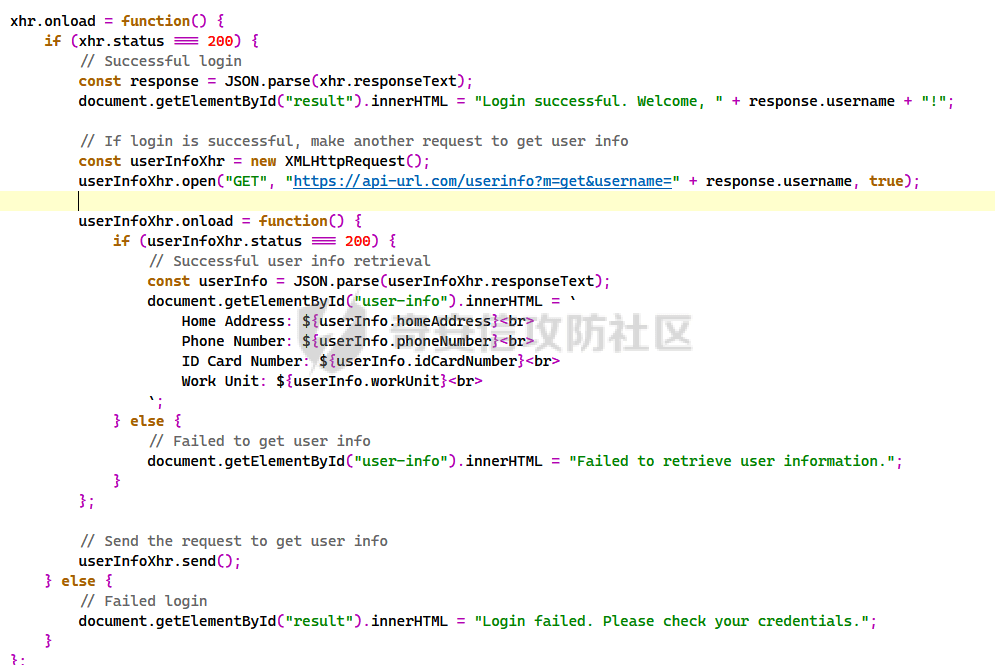 xhr.onload = function() {
    if (xhr.status === 200) {
        // Successful login
        const response = JSON.parse(xhr.responseText);
        document.getElementById("result").innerHTML = "Login successful. Welcome, " + response.username + "!";

        // If login is successful, make another request to get user info
        const userInfoXhr = new XMLHttpRequest();
        userInfoXhr.open("GET", "https://api-url.com/userinfo?m=get&username=" + response.username, true);

        userInfoXhr.onload = function() {
            if (userInfoXhr.status === 200) {
                // Successful user info retrieval
                const userInfo = JSON.parse(userInfoXhr.responseText);
                document.getElementById("user-info").innerHTML = `
                    Home Address: ${userInfo.homeAddress}<br>
                    Phone Number: ${userInfo.phoneNumber}<br>
                    ID Card Number: ${userInfo.idCardNumber}<br>
                    Work Unit: ${userInfo.workUnit}<br>
                `;
            } else {
                // Failed to get user info
                document.getElementById("user-info").innerHTML = "Failed to retrieve user information.";
            }
        };

        // Send the request to get user info
        userInfoXhr.send();
    } else {
        // Failed login
        document.getElementById("result").innerHTML = "Login failed. Please check your credentials.";
    }
};
奇安信攻防社区